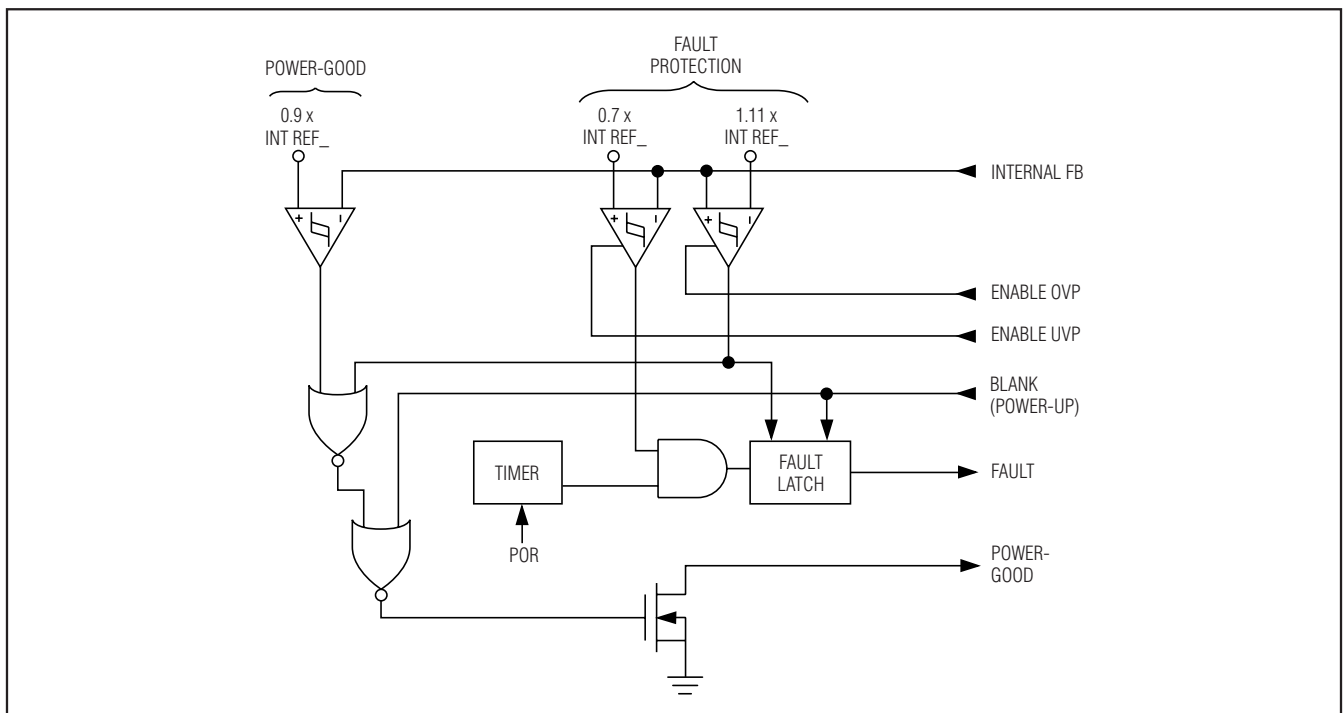 FAULT
PROTECTION
POWER-GOOD
0.9 x
INT REF_
0.7 x
INT REF_
1.11 x
INT REF_
INTERNAL FB
+ –
+ –
+ –
ENABLE OVP
ENABLE UVP
BLANK
(POWER-UP)
TIMER
FAULT
LATCH
FAULT
POR
POWER-
GOOD